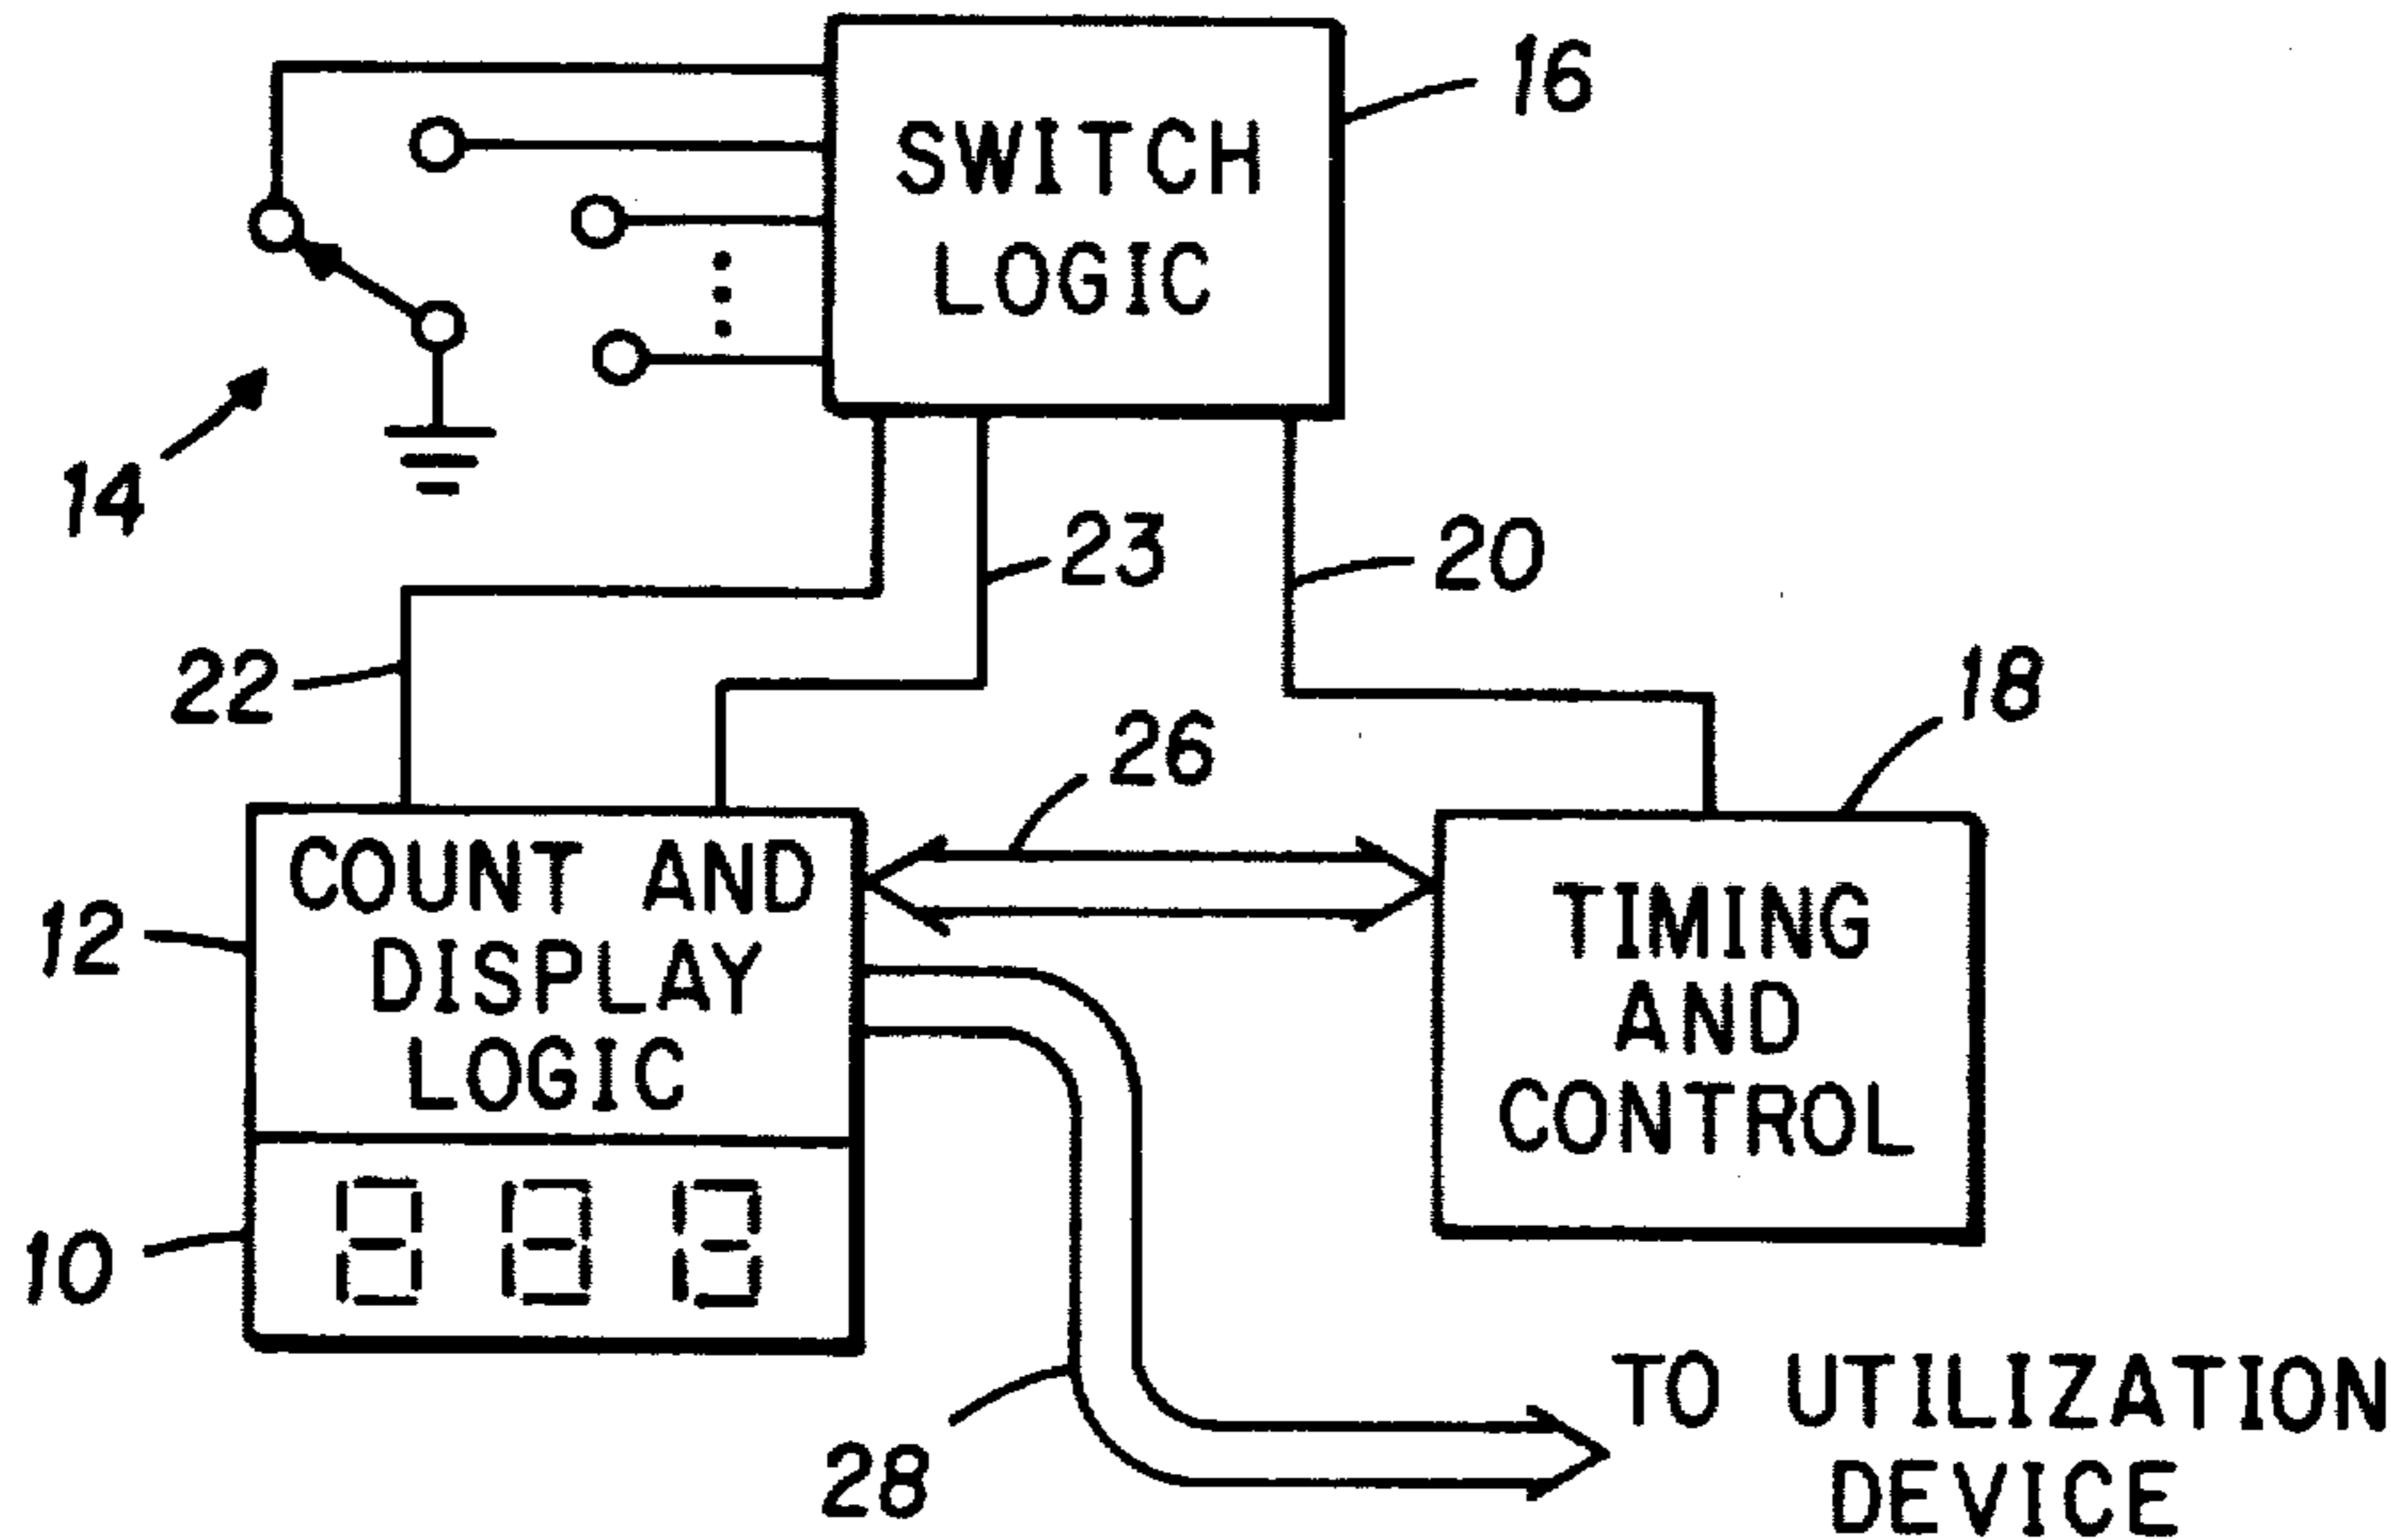 16
SWITCH
LOGIC
14
23
20
22
18
26
COUNT AND
DISPLAY
LOGIC
12
TIMING
AND
CONTROL
10
888
TO UTILIZATION
DEVICE
28